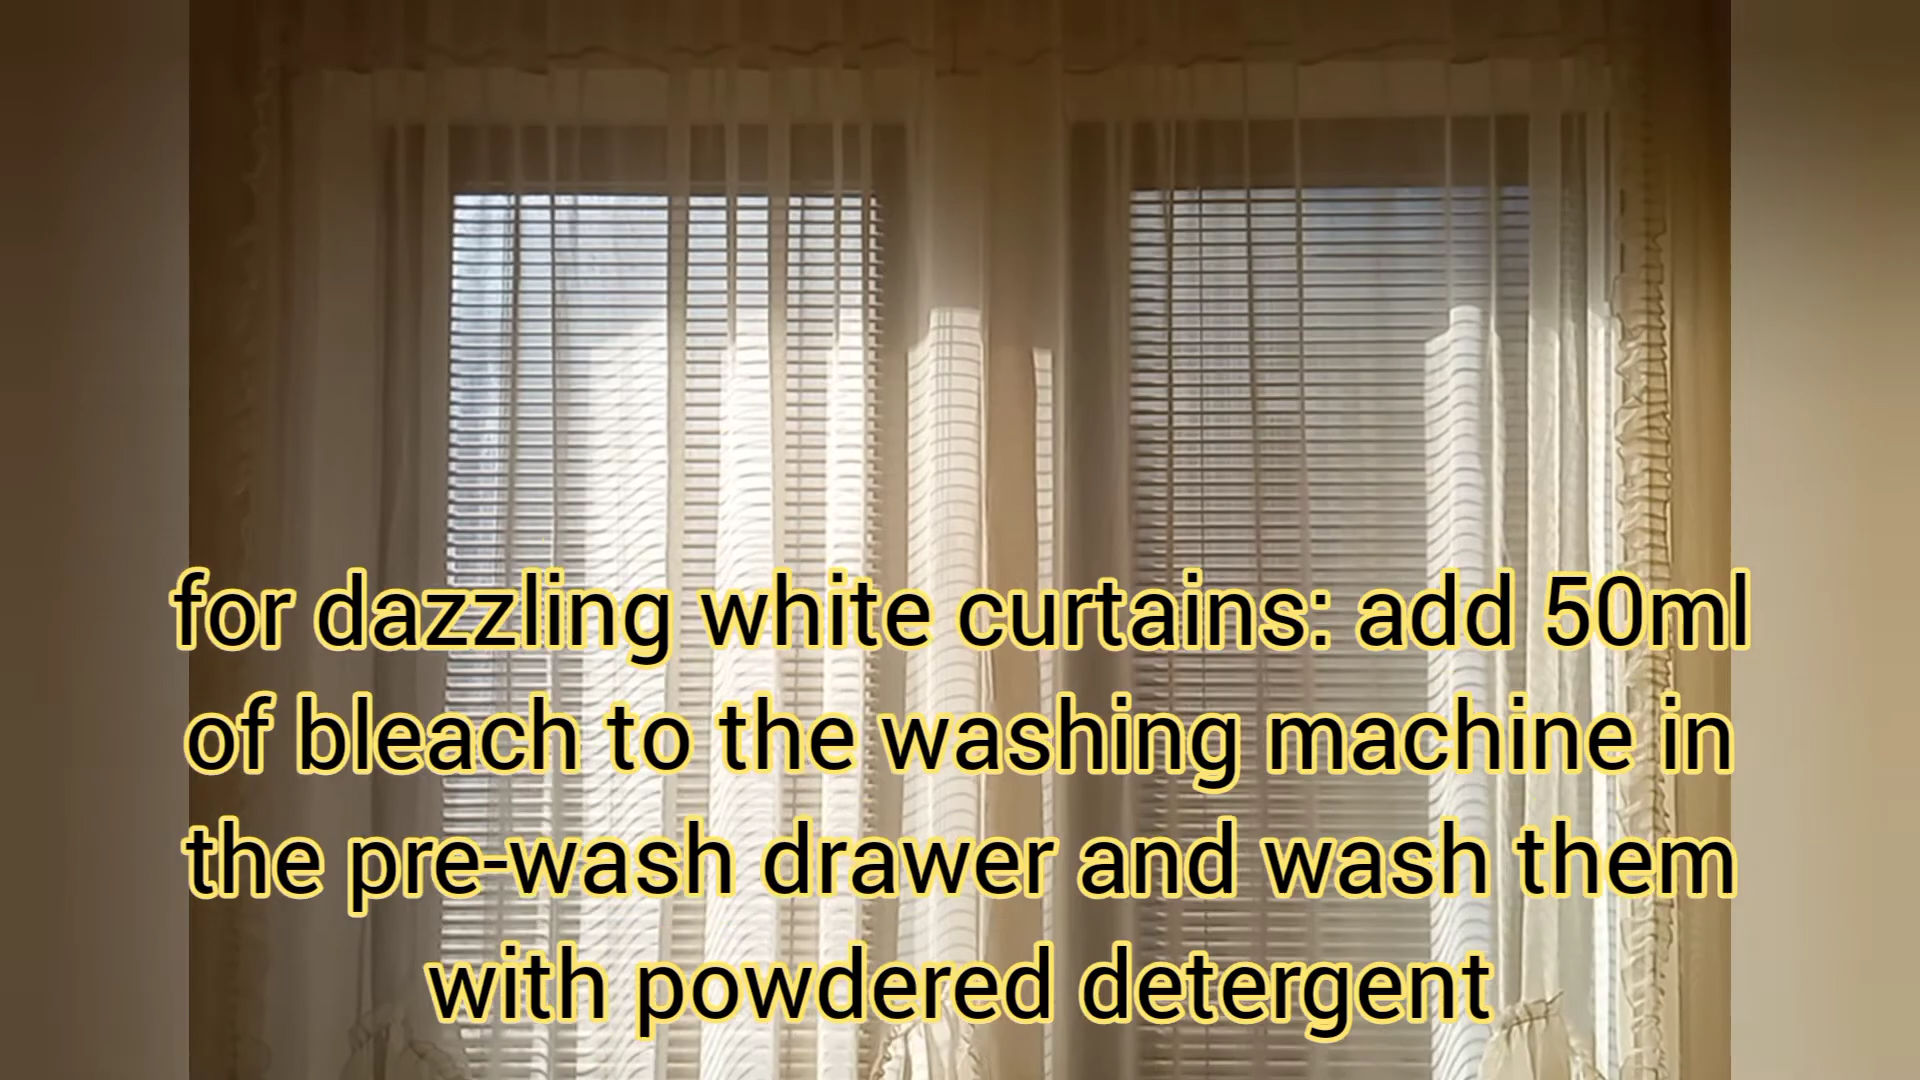 for dazzling white curtains: add 50ml
of bleach to the washing machine in
the pre-wash drawer and wash them
with powdered detergent